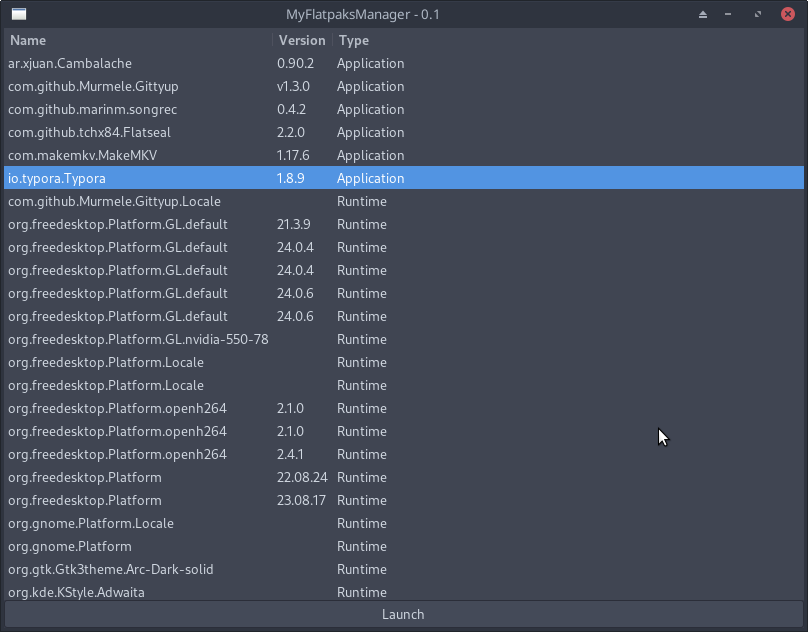 MyFlatpaksManager - 0.1
Name Version Type
ar.xjuan.Cambalache 0.90.2 Application
com.github.Murmele.Gittyup v1.3.0 Application
com.github.marinm.songrec 0.4.2 Application
com.github.tchx84.Flatseal 2.2.0 Application
com.makemkv.MakeMKV 1.17.6 Application
io.typora.Typora 1.8.9 Application
com.github.Murmele.Gittyup.Locale Runtime
org.freedesktop.Platform.GL.default 21.3.9 Runtime
org.freedesktop.Platform.GL.default 24.0.4 Runtime
org.freedesktop.Platform.GL.default 24.0.4 Runtime
org.freedesktop.Platform.GL.default 24.0.6 Runtime
org.freedesktop.Platform.GL.default 24.0.6 Runtime
org.freedesktop.Platform.GL.nvidia-550-78 Runtime
org.freedesktop.Platform.Locale Runtime
org.freedesktop.Platform.Locale Runtime
org.freedesktop.Platform.openh264 2.1.0 Runtime
org.freedesktop.Platform.openh264 2.1.0 Runtime
org.freedesktop.Platform.openh264 2.4.1 Runtime
org.freedesktop.Platform 22.08.24 Runtime
org.freedesktop.Platform 23.08.17 Runtime
org.gnome.Platform.Locale Runtime
org.gnome.Platform Runtime
org.gtk.Gtk3theme.Arc-Dark-solid Runtime
org.kde.KStyle.Adwaita Runtime
Launch